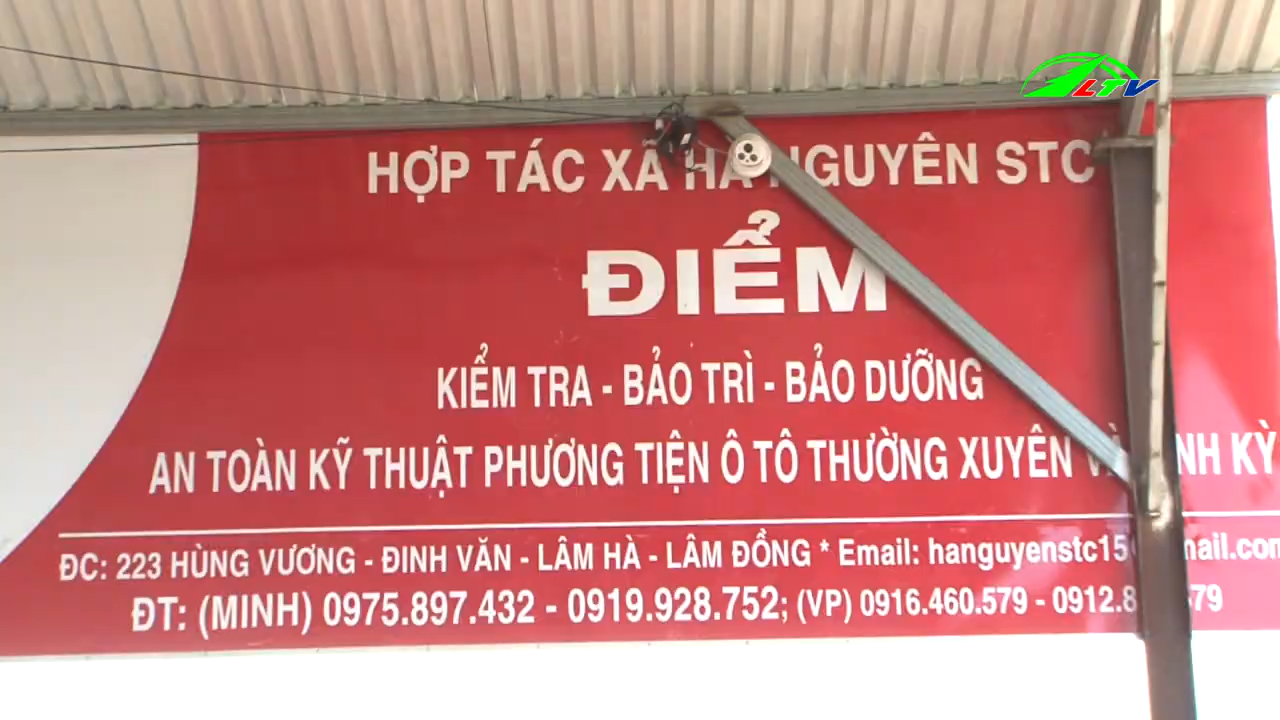 LTV
HỢP TÁC XÃ HÀ NGUYÊN STC
ĐIỂM
KIỂM TRA - BẢO TRÌ - BẢO DƯỠNG
AN TOÀN KỸ THUẬT PHƯƠNG TIỆN Ô TÔ THƯỜNG XUYÊN KỲ
ĐC: 223 HÙNG VƯƠNG - ĐINH VĂN - LÂM HÀ - LÂM ĐỒNG * Email:
ĐT: (MINH) 0975.897.432 - 0919.928.752; (VP) 0916.460.579 -